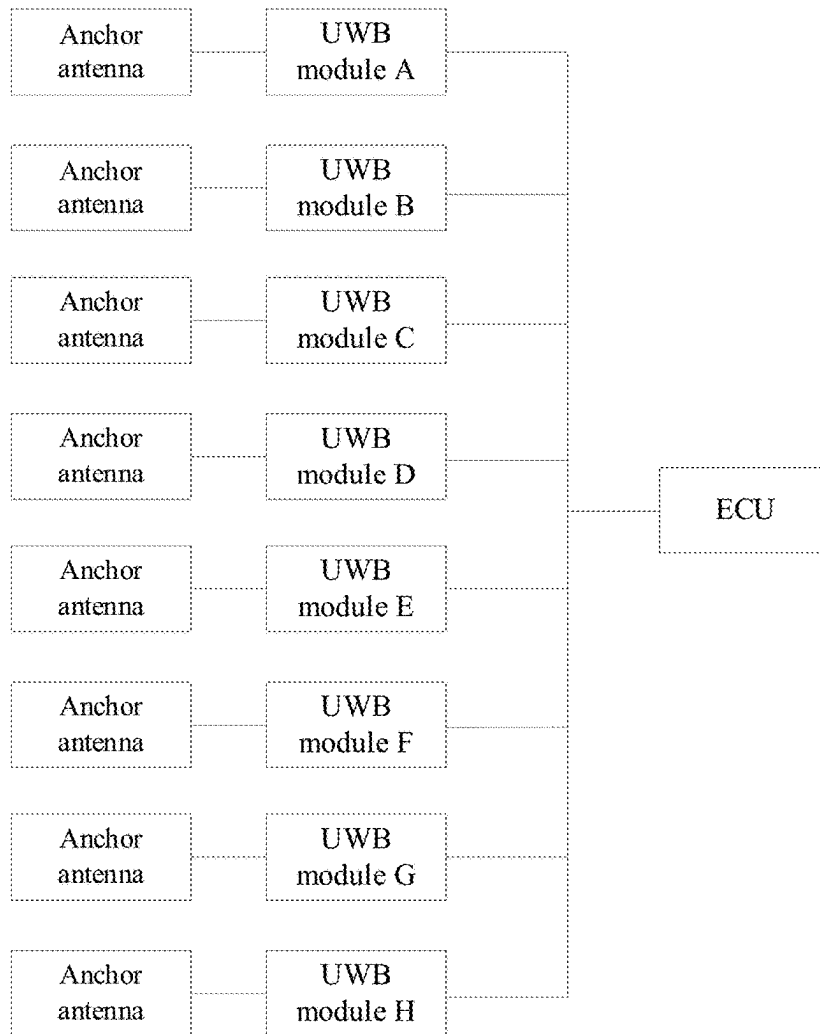 Anchor
antenna
UWB
module A
Anchor
antenna
UWB
module B
Anchor
antenna
UWB
module C
Anchor
antenna
UWB
module D
ECU
Anchor
antenna
UWB
module E
Anchor
antenna
UWB
module F
Anchor
antenna
UWB
module G
Anchor
antenna
UWB
module H